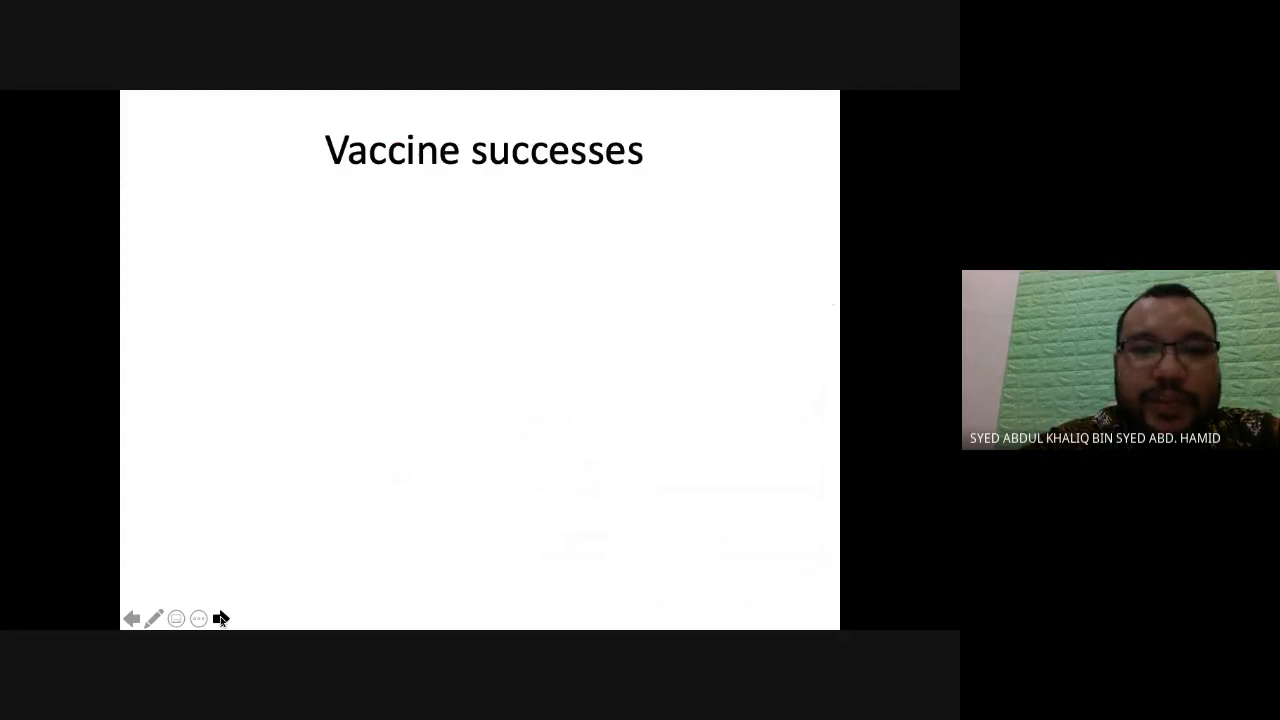 Vaccine successes
SYED ABDUL KHALIQ BIN SYED ABD. HAMID